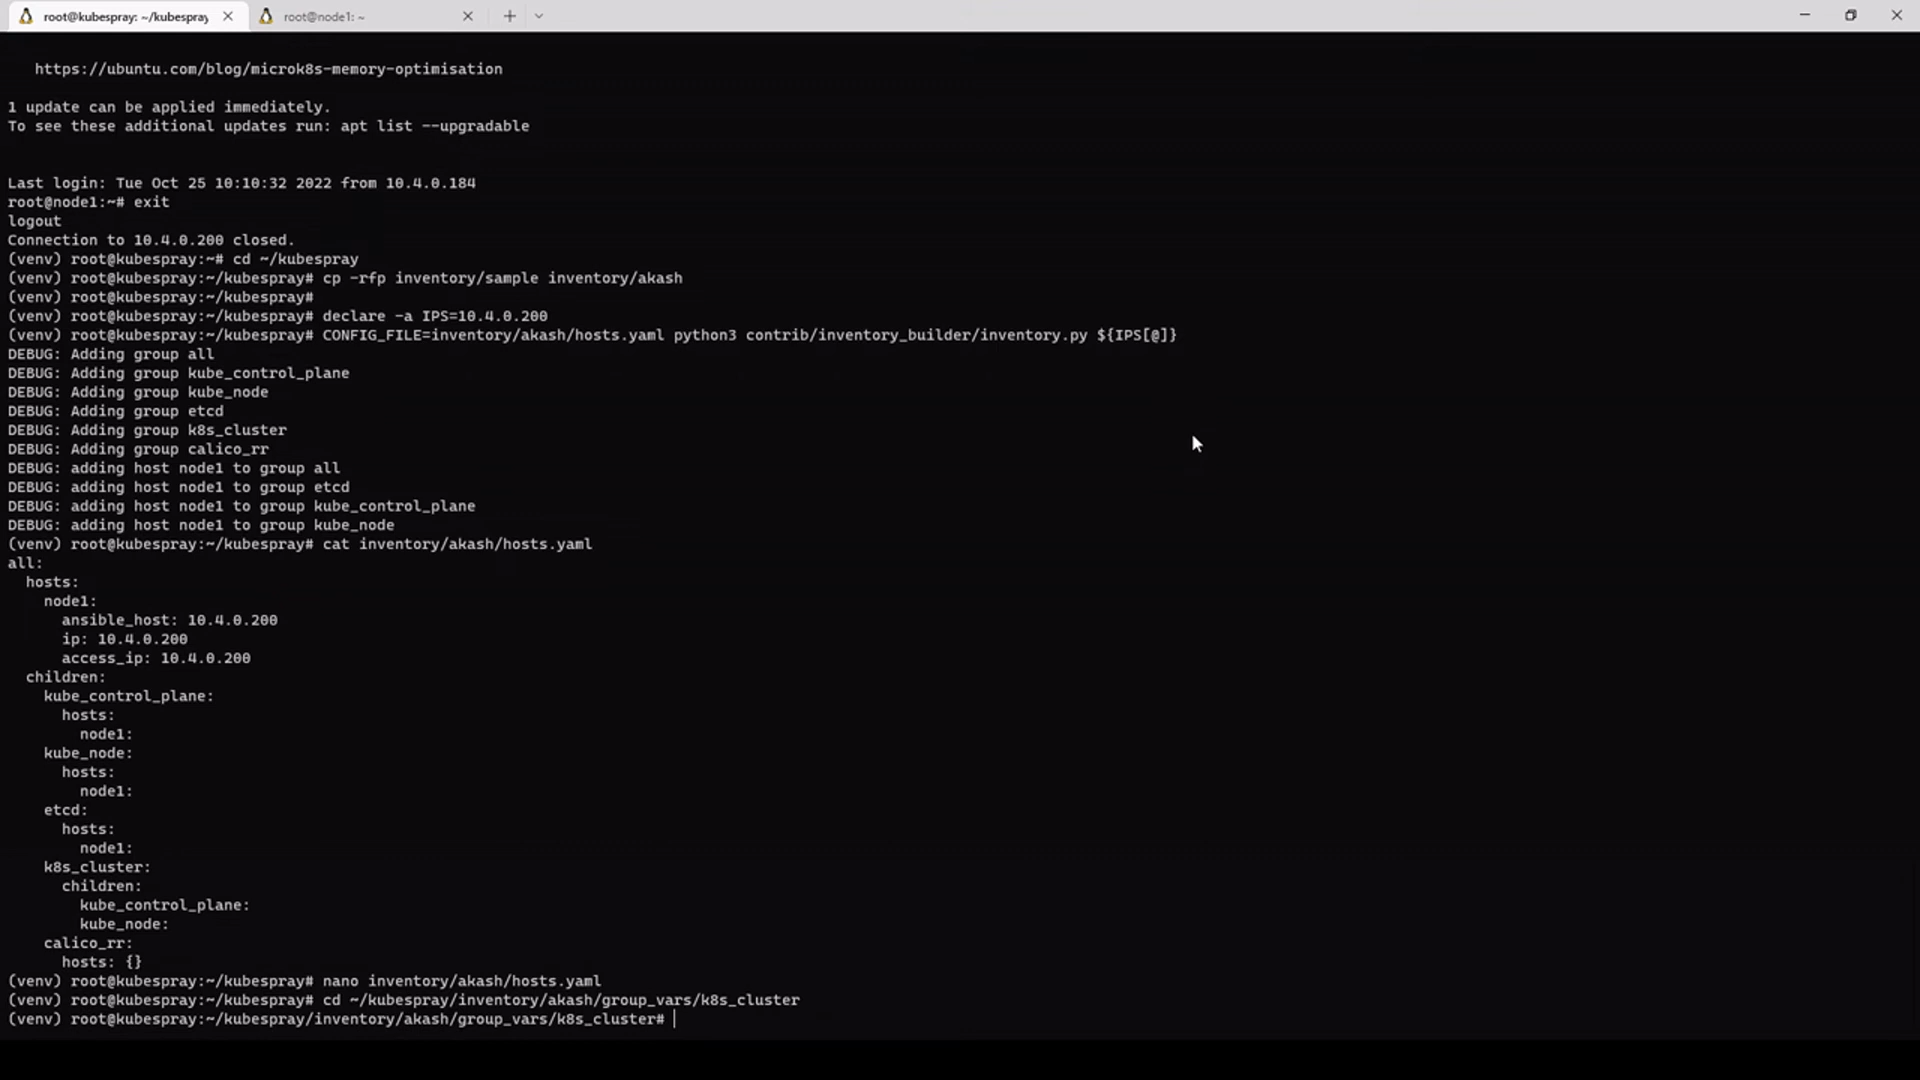 root@kubespray: ~/kubespray
root@node1: ~
https://ubuntu.com/blog/microk8s-memory-optimisation
1 update can be applied immediately.
To see these additional updates run: apt list --upgradable
Last login: Tue Oct 25 10:10:32 2022 from 10.4.0.184
root@node1:~# exit
logout
Connection to 10.4.0.200 closed.
(venv) root@kubespray:~# cd ~/kubespray
(venv) root@kubespray:~/kubespray# cp -rfp inventory/sample inventory/akash
(venv) root@kubespray:~/kubespray#
(venv) root@kubespray:~/kubespray# declare -a IPS=10.4.0.200
(venv) root@kubespray:~/kubespray# CONFIG_FILE=inventory/akash/hosts.yaml python3 contrib/inventory_builder/inventory.py ${IPS[@]}
DEBUG: Adding group all
DEBUG: Adding group kube_control_plane
DEBUG: Adding group kube_node
DEBUG: Adding group etcd
DEBUG: Adding group k8s_cluster
DEBUG: Adding group calico_rr
DEBUG: adding host node1 to group all
DEBUG: adding host node1 to group etcd
DEBUG: adding host node1 to group kube_control_plane
DEBUG: adding host node1 to group kube_node
(venv) root@kubespray:~/kubespray# cat inventory/akash/hosts.yaml
all:
  hosts:
    node1:
      ansible_host: 10.4.0.200
      ip: 10.4.0.200
      access_ip: 10.4.0.200
  children:
    kube_control_plane:
      hosts:
        node1:
    kube_node:
      hosts:
        node1:
    etcd:
      hosts:
        node1:
    k8s_cluster:
      children:
        kube_control_plane:
        kube_node:
    calico_rr:
      hosts: {}
(venv) root@kubespray:~/kubespray# nano inventory/akash/hosts.yaml
(venv) root@kubespray:~/kubespray# cd ~/kubespray/inventory/akash/group_vars/k8s_cluster
(venv) root@kubespray:~/kubespray/inventory/akash/group_vars/k8s_cluster#